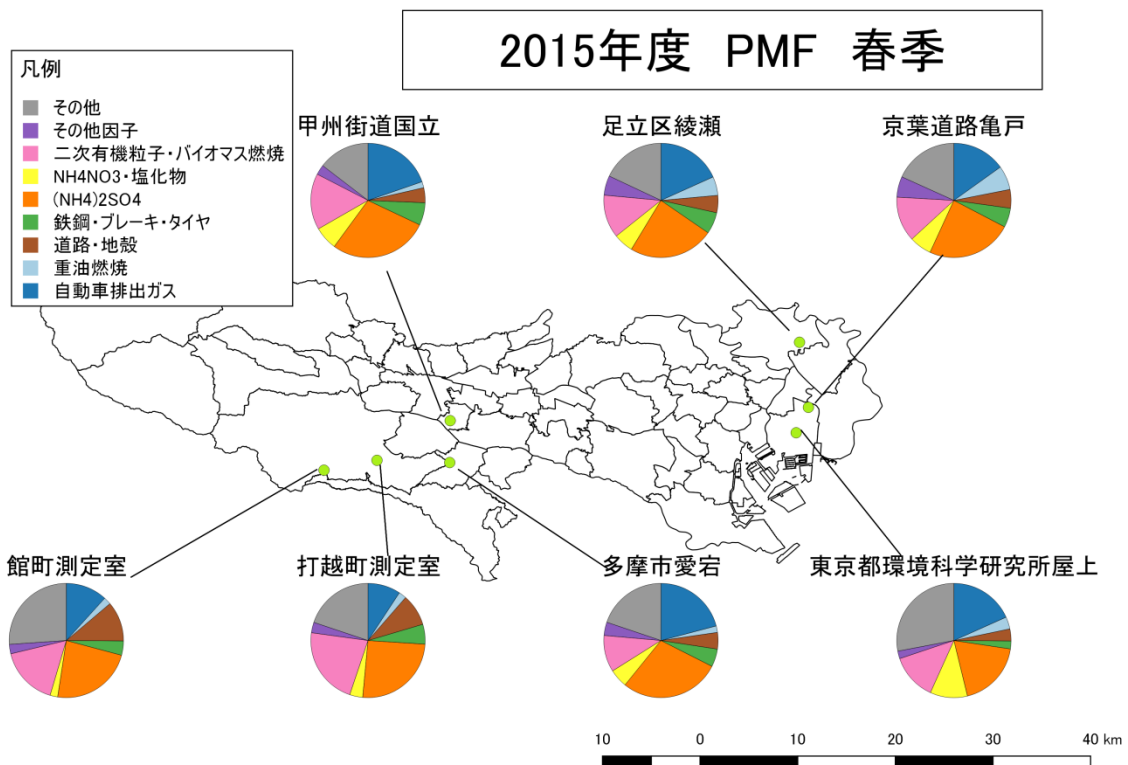 2015年度 PMF 春季
凡例
その他
その他因子
二次有機粒子・バイオマス燃焼
NH4NO3・塩化物
(NH4)2SO4
鉄鋼・ブレーキ・タイヤ
道路・地殻
重油燃焼
自動車排出ガス
甲州街道国立
足立区綾瀬
京葉道路亀戸
館町測定室
打越町測定室
多摩市愛宕
東京都環境科学研究所屋上
10 0 10 20 30 40 km